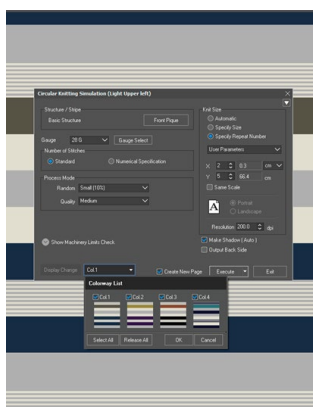 Circular Knitting Simulation (Light Upper left)
Structure / Stripe
Basic Structure
Front Pique
Gauge 28G Gauge Select
Number of Stitches
Standard
Numerical Specification
Process Mode
Random Small (10%)
Quality Medium
Show Machinery Limits Check
Knit Size
Automatic
Specify Size
Specify Repeat Number
User Parameters
X 2 0.3 cm
Y 5 66.4 cm
Same Scale
A
Portrait
Landscape
Resolution 200.0 dpi
Make Shadow ( Auto )
Output Back Side
Display Change Col.1
Create New Page
Execute
Exit
Colorway List
Col.1 Col.2 Col.3 Col.4
Select All Release All OK Cancel